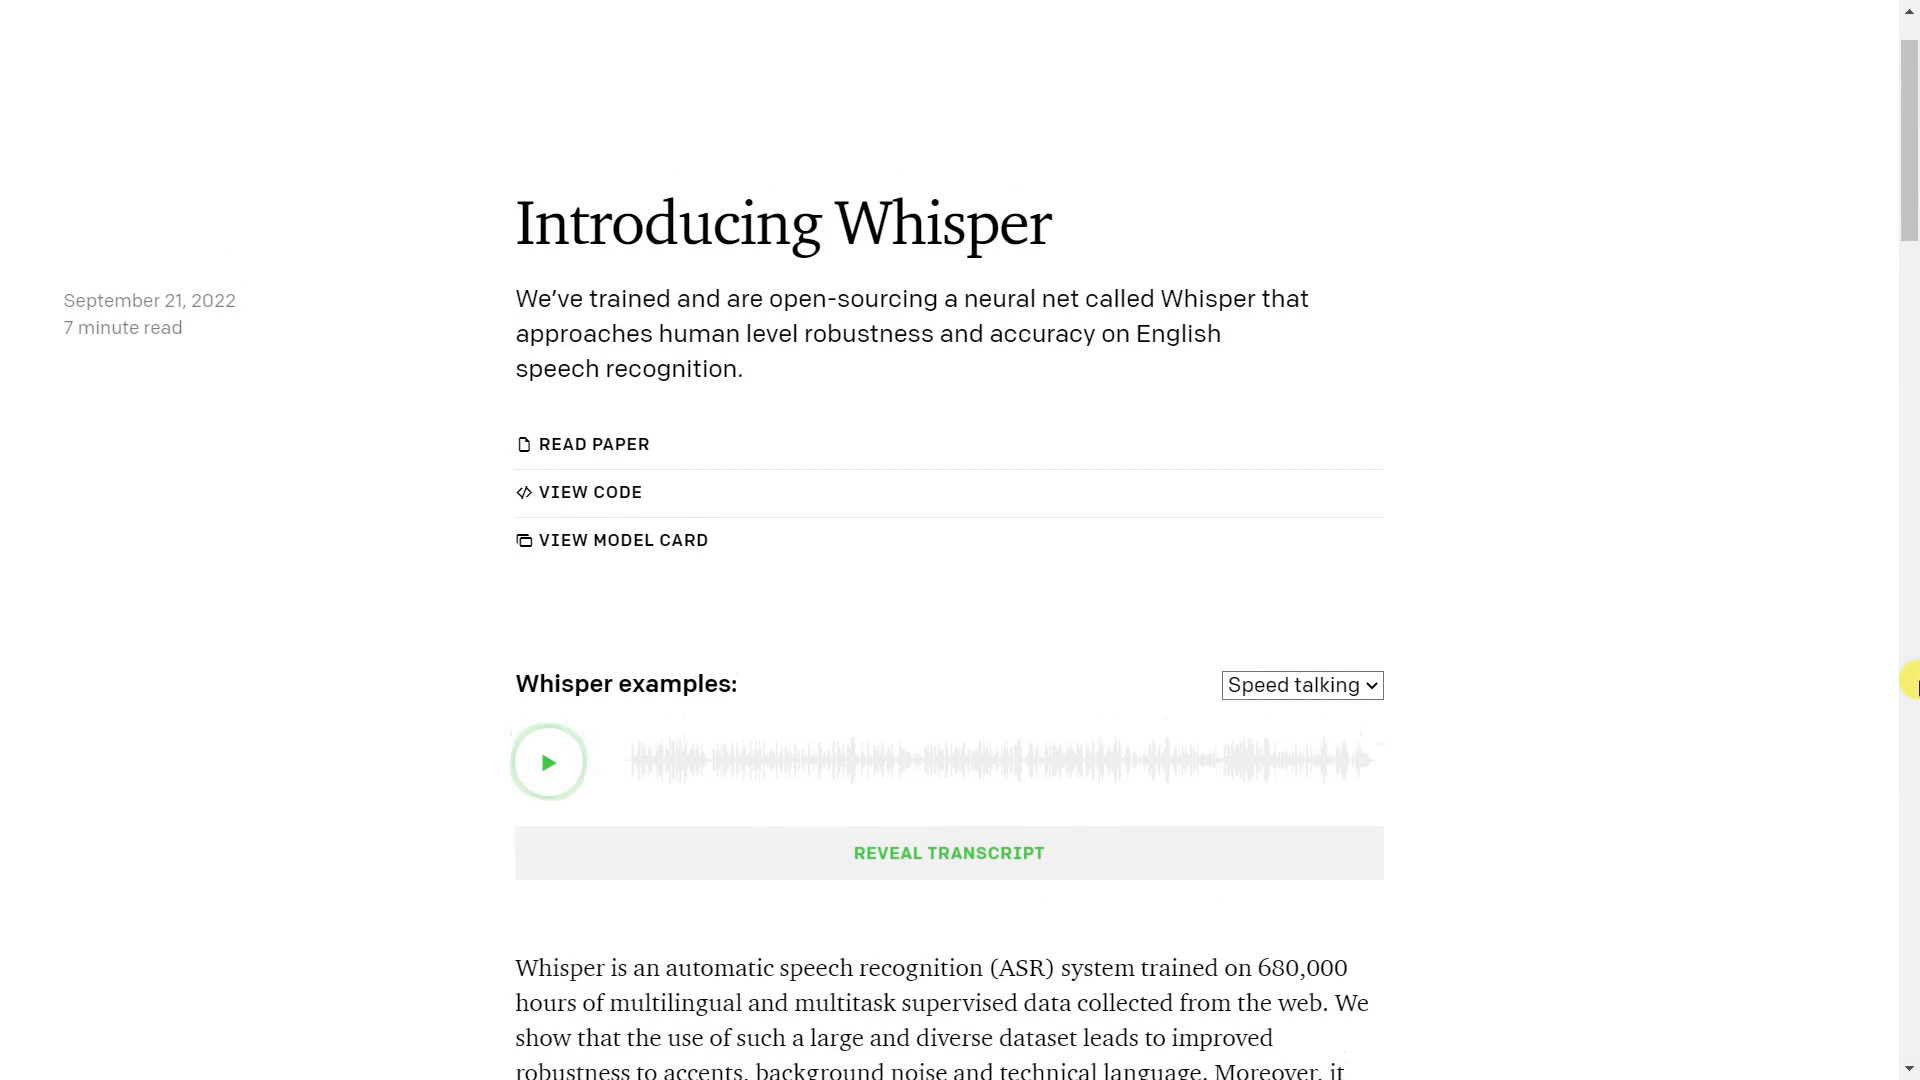 Introducing Whisper
September 21, 2022
7 minute read
We've trained and are open-sourcing a neural net called Whisper that
approaches human level robustness and accuracy on English
speech recognition.
READ PAPER
VIEW CODE
VIEW MODEL CARD
Whisper examples:
Speed talking
REVEAL TRANSCRIPT
Whisper is an automatic speech recognition (ASR) system trained on 680,000
hours of multilingual and multitask supervised data collected from the web. We
show that the use of such a large and diverse dataset leads to improved
robustness to accents, background noise and technical language. Moreover, it